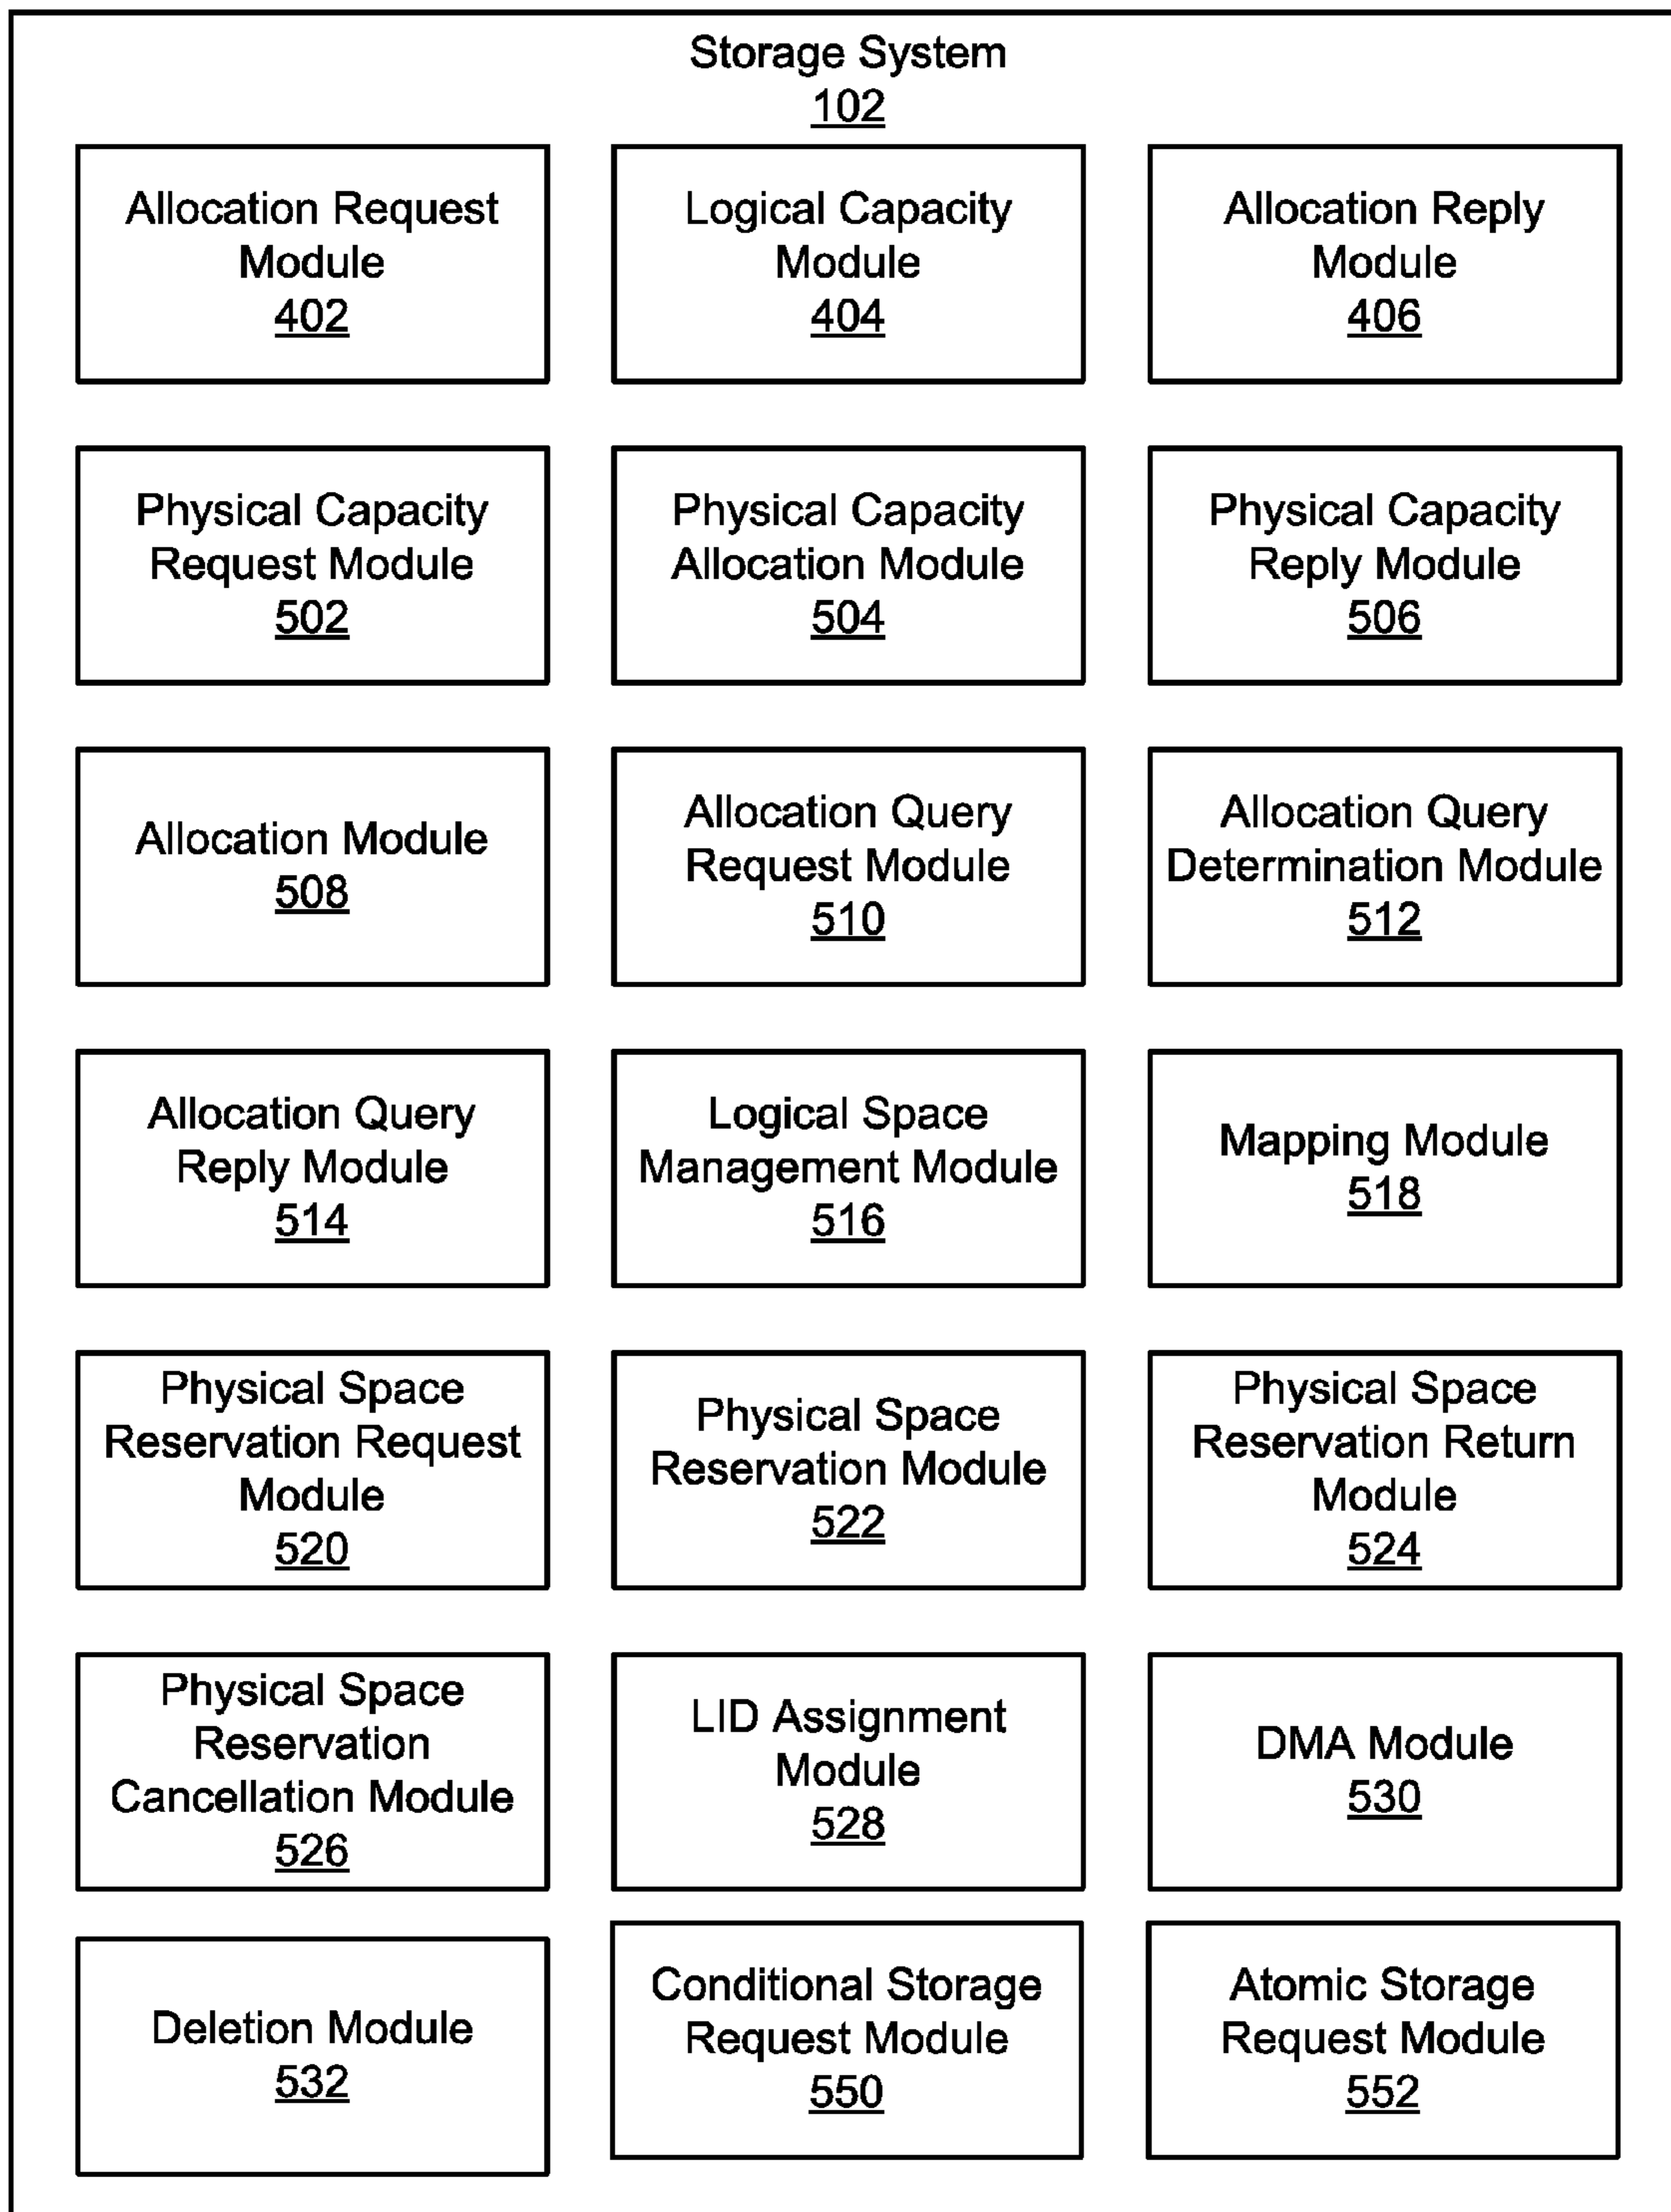 Storage System
102
Allocation Request
Module
402
Logical Capacity
Module
404
Allocation Reply
Module
406
Physical Capacity
Request Module
502
Physical Capacity
Allocation Module
504
Physical Capacity
Reply Module
506
Allocation Module
508
Allocation Query
Request Module
510
Allocation Query
Determination Module
512
Allocation Query
Reply Module
514
Logical Space
Management Module
516
Mapping Module
518
Physical Space
Reservation Request
Module
520
Physical Space
Reservation Module
522
Physical Space
Reservation Return
Module
524
Physical Space
Reservation
Cancellation Module
526
LID Assignment
Module
528
DMA Module
530
Deletion Module
532
Conditional Storage
Request Module
550
Atomic Storage
Request Module
552